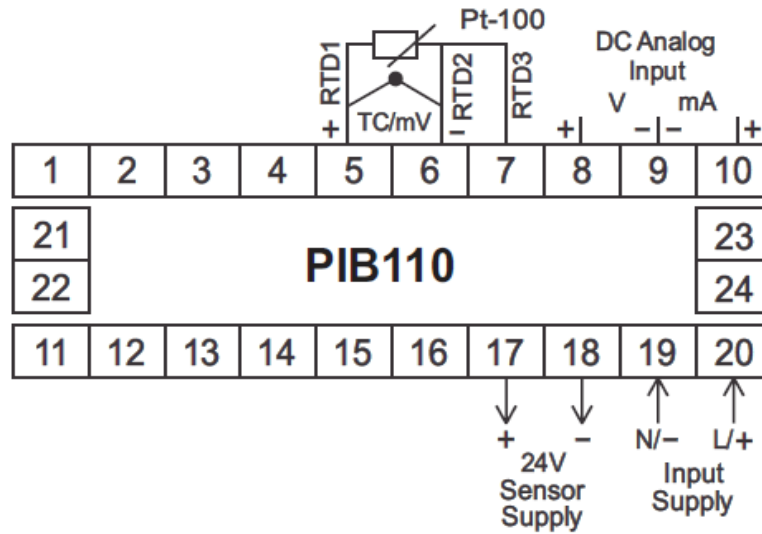 Pt-100
DC Analog
Input
RTD1
RTD2
RTD3
V
mA
+
TC/mV
−
+
−
−
+
1 2 3 4 5 6 7 8 9 10
21
23
PIB110
22
24
11 12 13 14 15 16 17 18 19 20
+
−
N/−
L/+
24V
Sensor
Supply
Input
Supply